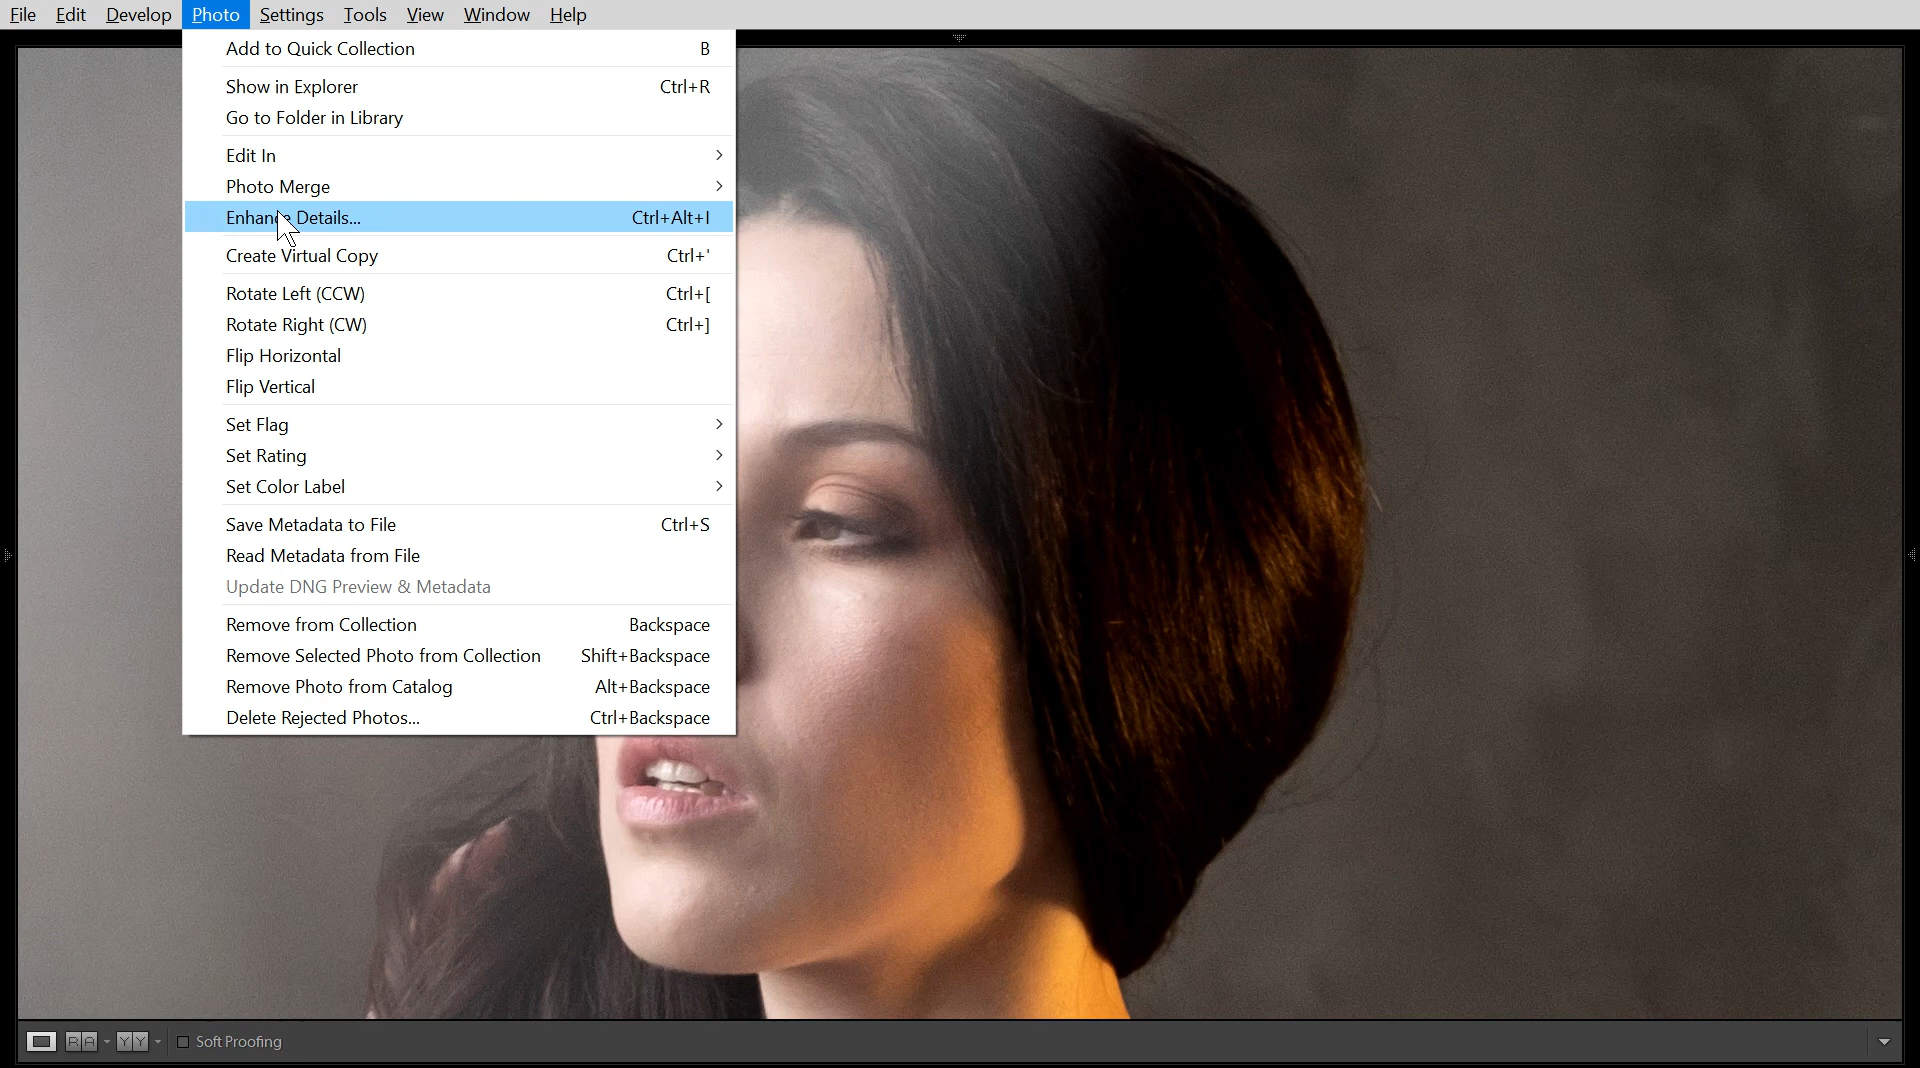 File Edit Develop Photo Settings Tools View Window Help
Add to Quick Collection B
Show in Explorer Ctrl+R
Go to Folder in Library
Edit In
Photo Merge
Enhance Details... Ctrl+Alt+I
Create Virtual Copy Ctrl+'
Rotate Left (CCW) Ctrl+[
Rotate Right (CW) Ctrl+]
Flip Horizontal
Flip Vertical
Set Flag
Set Rating
Set Color Label
Save Metadata to File Ctrl+S
Read Metadata from File
Update DNG Preview & Metadata
Remove from Collection Backspace
Remove Selected Photo from Collection Shift+Backspace
Remove Photo from Catalog Alt+Backspace
Delete Rejected Photos... Ctrl+Backspace
RA YY Soft Proofing